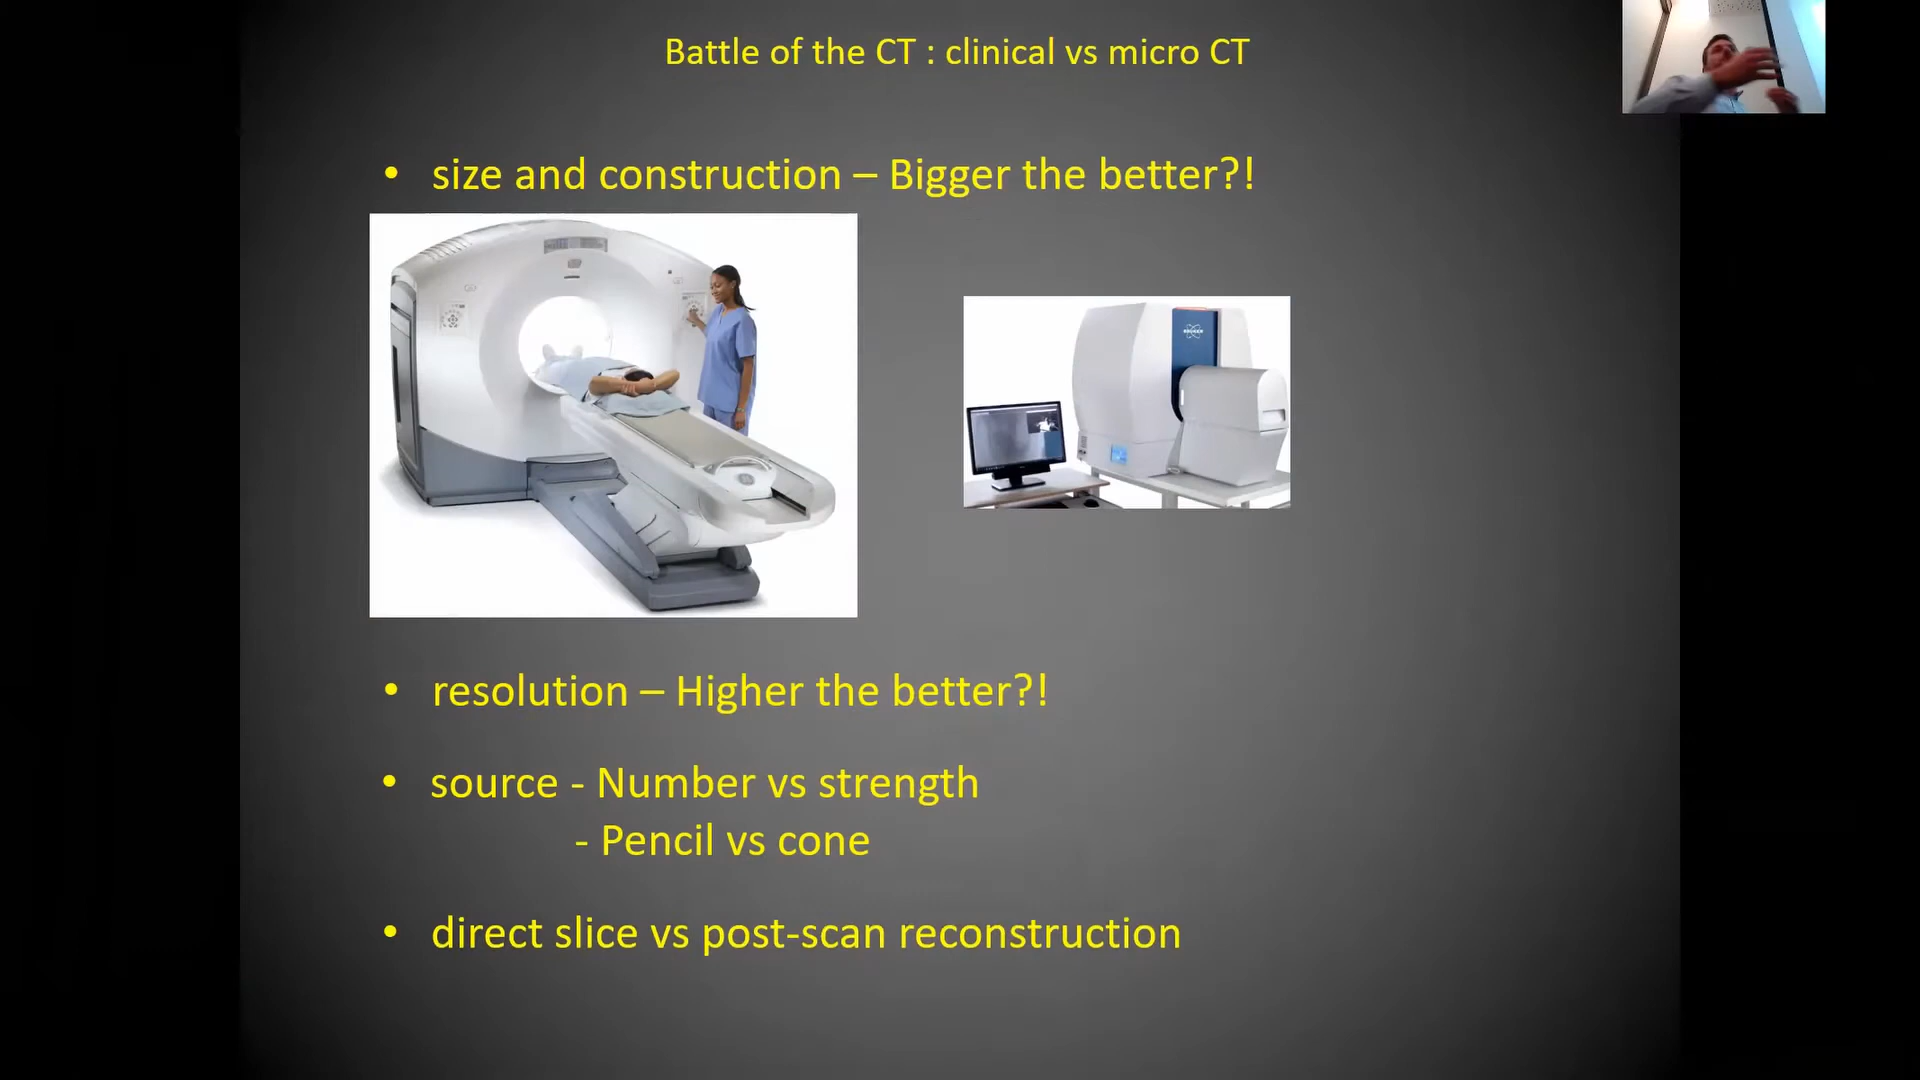 Battle of the CT : clinical vs micro CT
• size and construction – Bigger the better?!
BRUKER
• resolution – Higher the better?!
• source - Number vs strength
- Pencil vs cone
• direct slice vs post-scan reconstruction